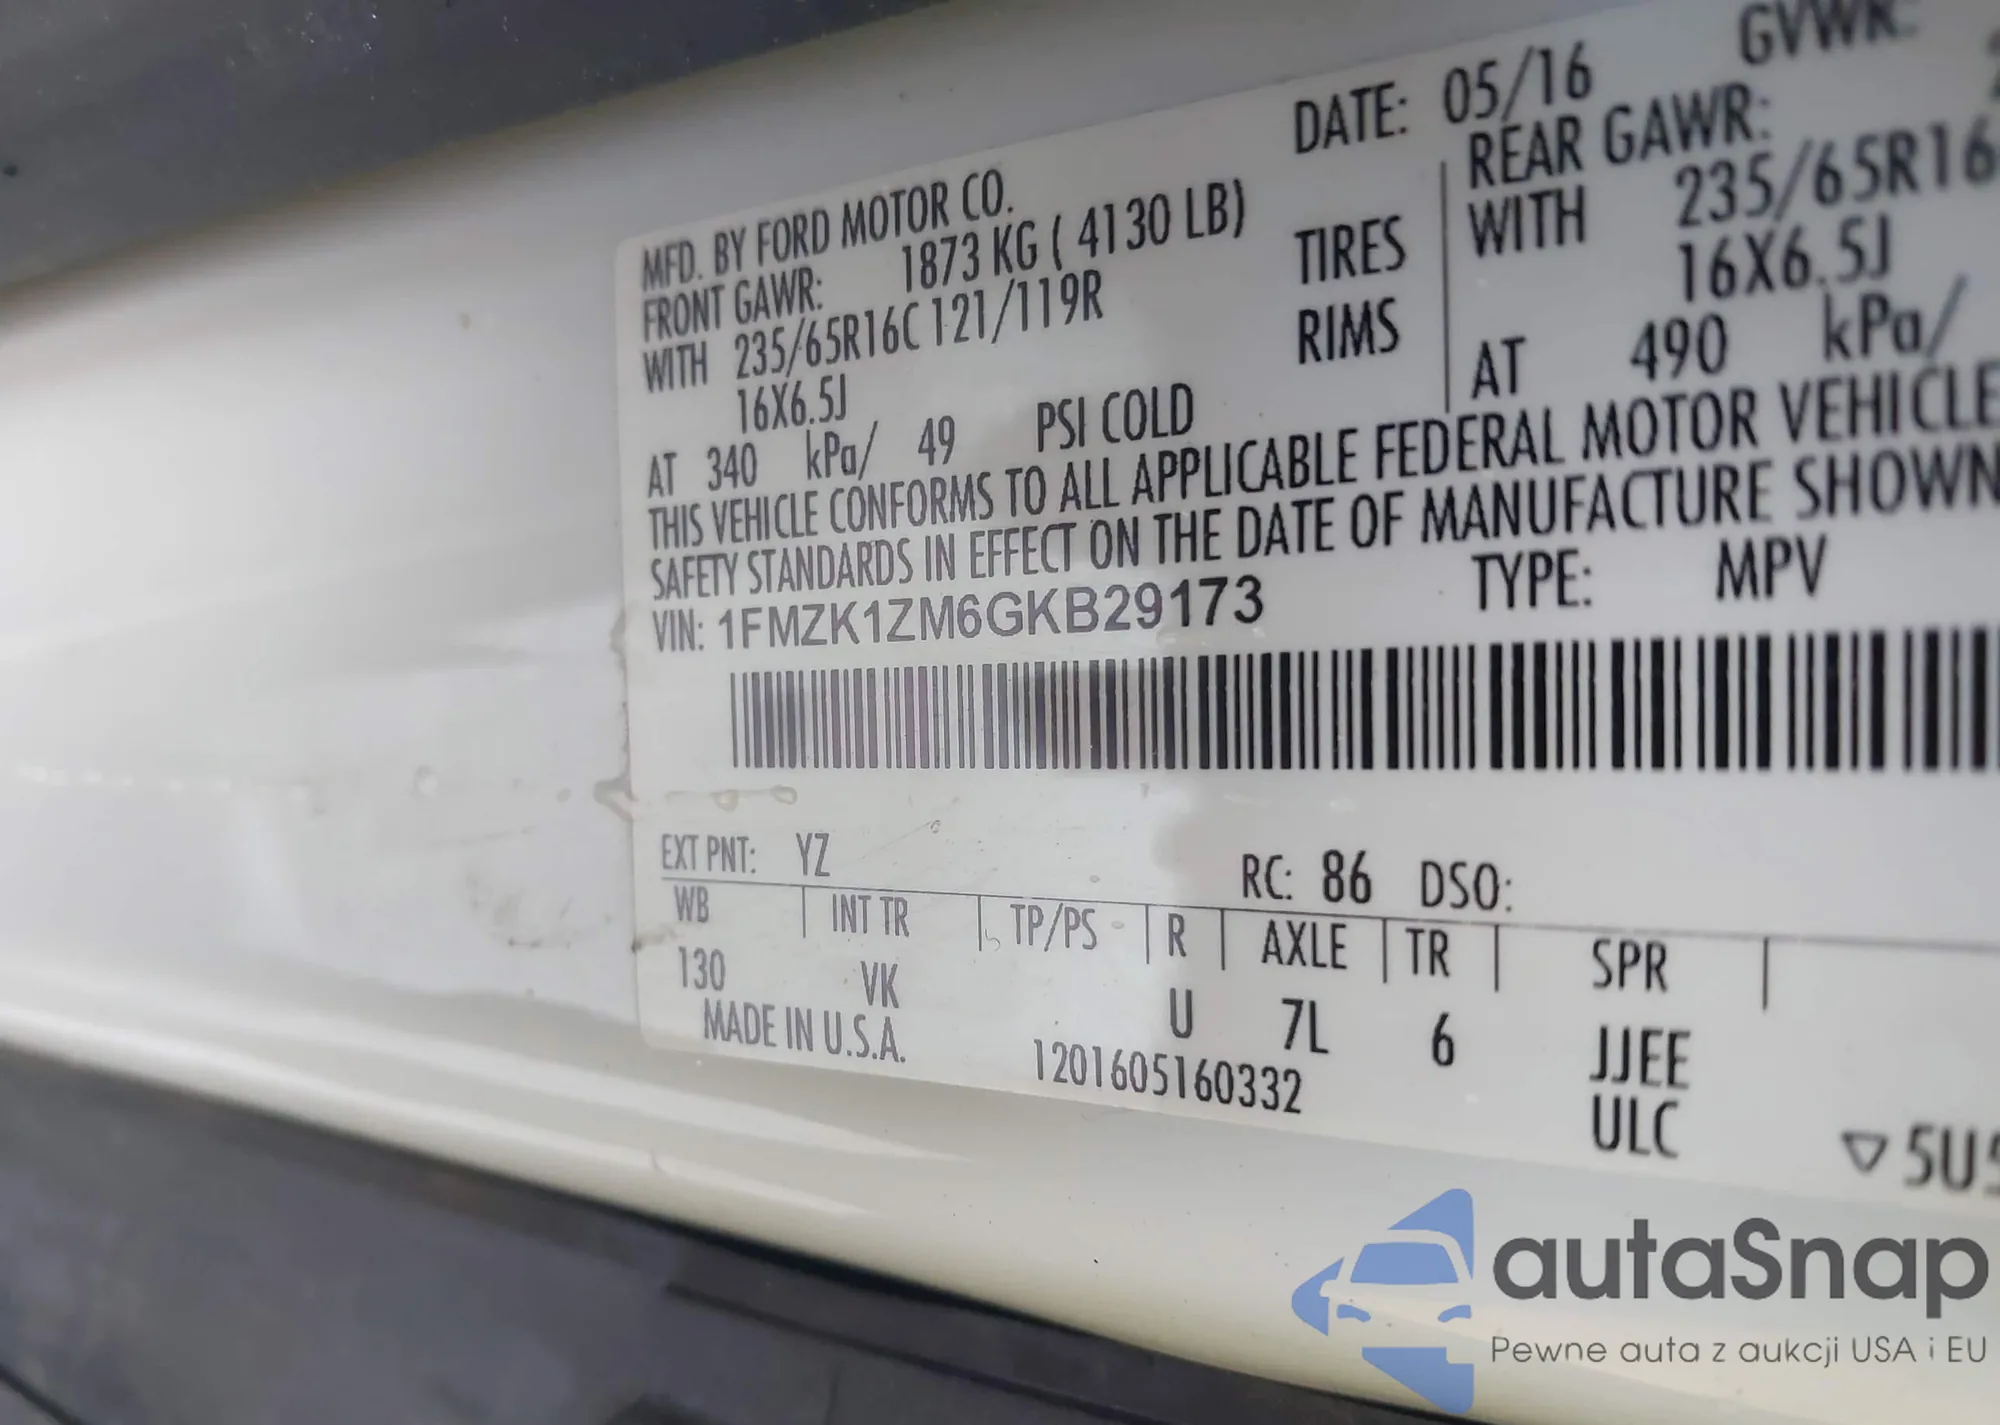 MFD. BY FORD MOTOR CO.
DATE: 05/16
GVWR:
FRONT GAWR: 1873 KG ( 4130 LB)
REAR GAWR:
WITH 235/65R16C 121/119R
TIRES
WITH 235/65R16
16X6.5J
RIMS
16X6.5J
AT 340 kPa/ 49 PSI COLD
AT 490 kPa/
THIS VEHICLE CONFORMS TO ALL APPLICABLE FEDERAL MOTOR VEHICLE
SAFETY STANDARDS IN EFFECT ON THE DATE OF MANUFACTURE SHOWN
VIN: 1FMZK1ZM6GKB29173
TYPE: MPV
EXT PNT: YZ
RC: 86 DSO:
WB INT TR TP/PS R AXLE TR SPR
130 VK U 7L 6 JJEE
MADE IN U.S.A.
1201605160332
ULC
▽ 5U5
autaSnap
Pewne auta z aukcji USA i EU